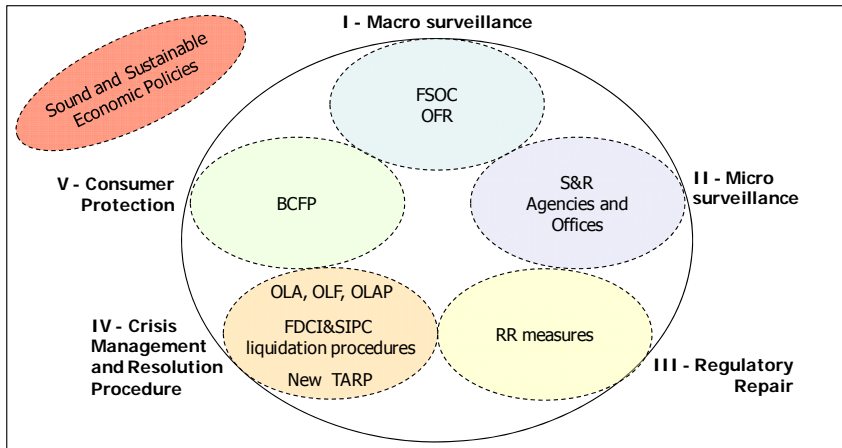 I - Macro surveillance
Sound and Sustainable
Economic Policies
FSOC
OFR
V - Consumer
Protection
BCFP
S&R
Agencies and
Offices
II - Micro
surveillance
OLA, OLF, OLAP
FDCI&SIPC
liquidation procedures
New TARP
IV - Crisis
Management
and Resolution
Procedure
RR measures
III - Regulatory
Repair